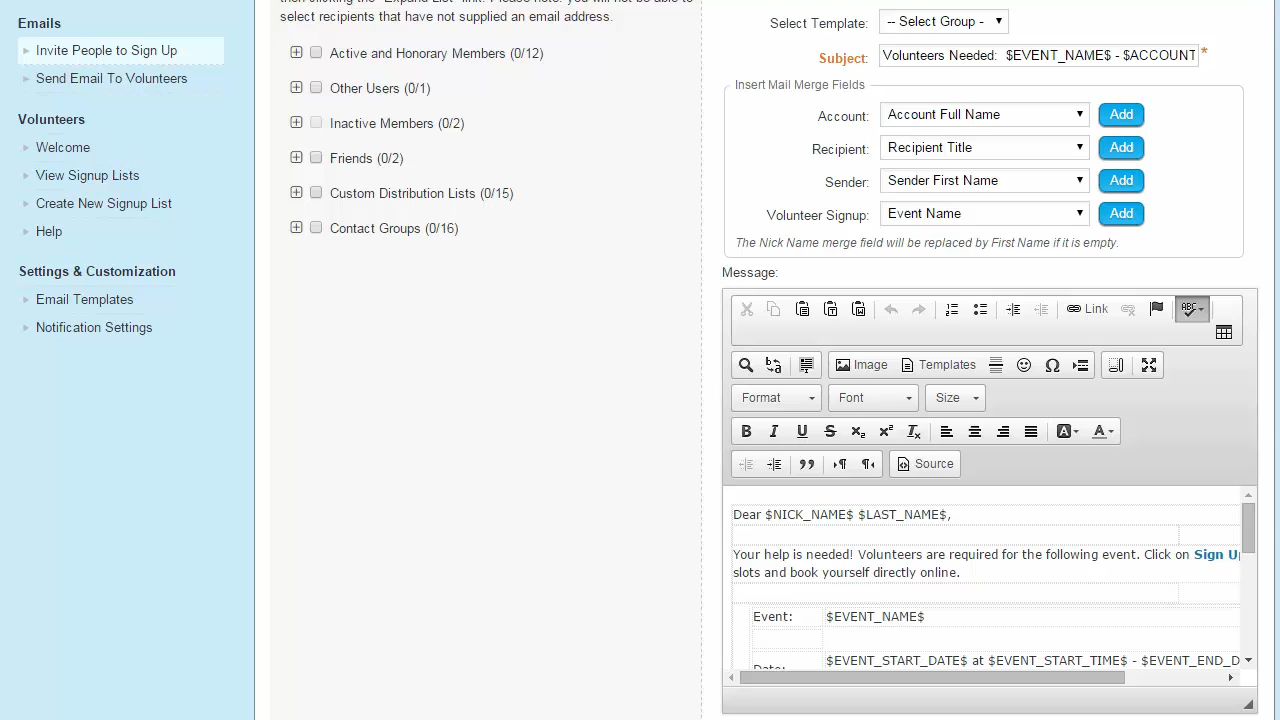 Emails
Invite People to Sign Up
Send Email To Volunteers
Volunteers
Welcome
View Signup Lists
Create New Signup List
Help
Settings & Customization
Email Templates
Notification Settings
select recipients that have not supplied an email address.
Active and Honorary Members (0/12)
Other Users (0/1)
Inactive Members (0/2)
Friends (0/2)
Custom Distribution Lists (0/15)
Contact Groups (0/16)
Select Template: -- Select Group -
Subject: Volunteers Needed: $EVENT_NAME$ - $ACCOUNT *
Insert Mail Merge Fields
Account: Account Full Name Add
Recipient: Recipient Title Add
Sender: Sender First Name Add
Volunteer Signup: Event Name Add
The Nick Name merge field will be replaced by First Name if it is empty.
Message:
Link ABC
Image Templates
Format Font Size
Source
Dear $NICK_NAME$ $LAST_NAME$,
Your help is needed! Volunteers are required for the following event. Click on Sign Up
slots and book yourself directly online.
Event: $EVENT_NAME$
Date: $EVENT_START_DATE$ at $EVENT_START_TIME$ - $EVENT_END_D